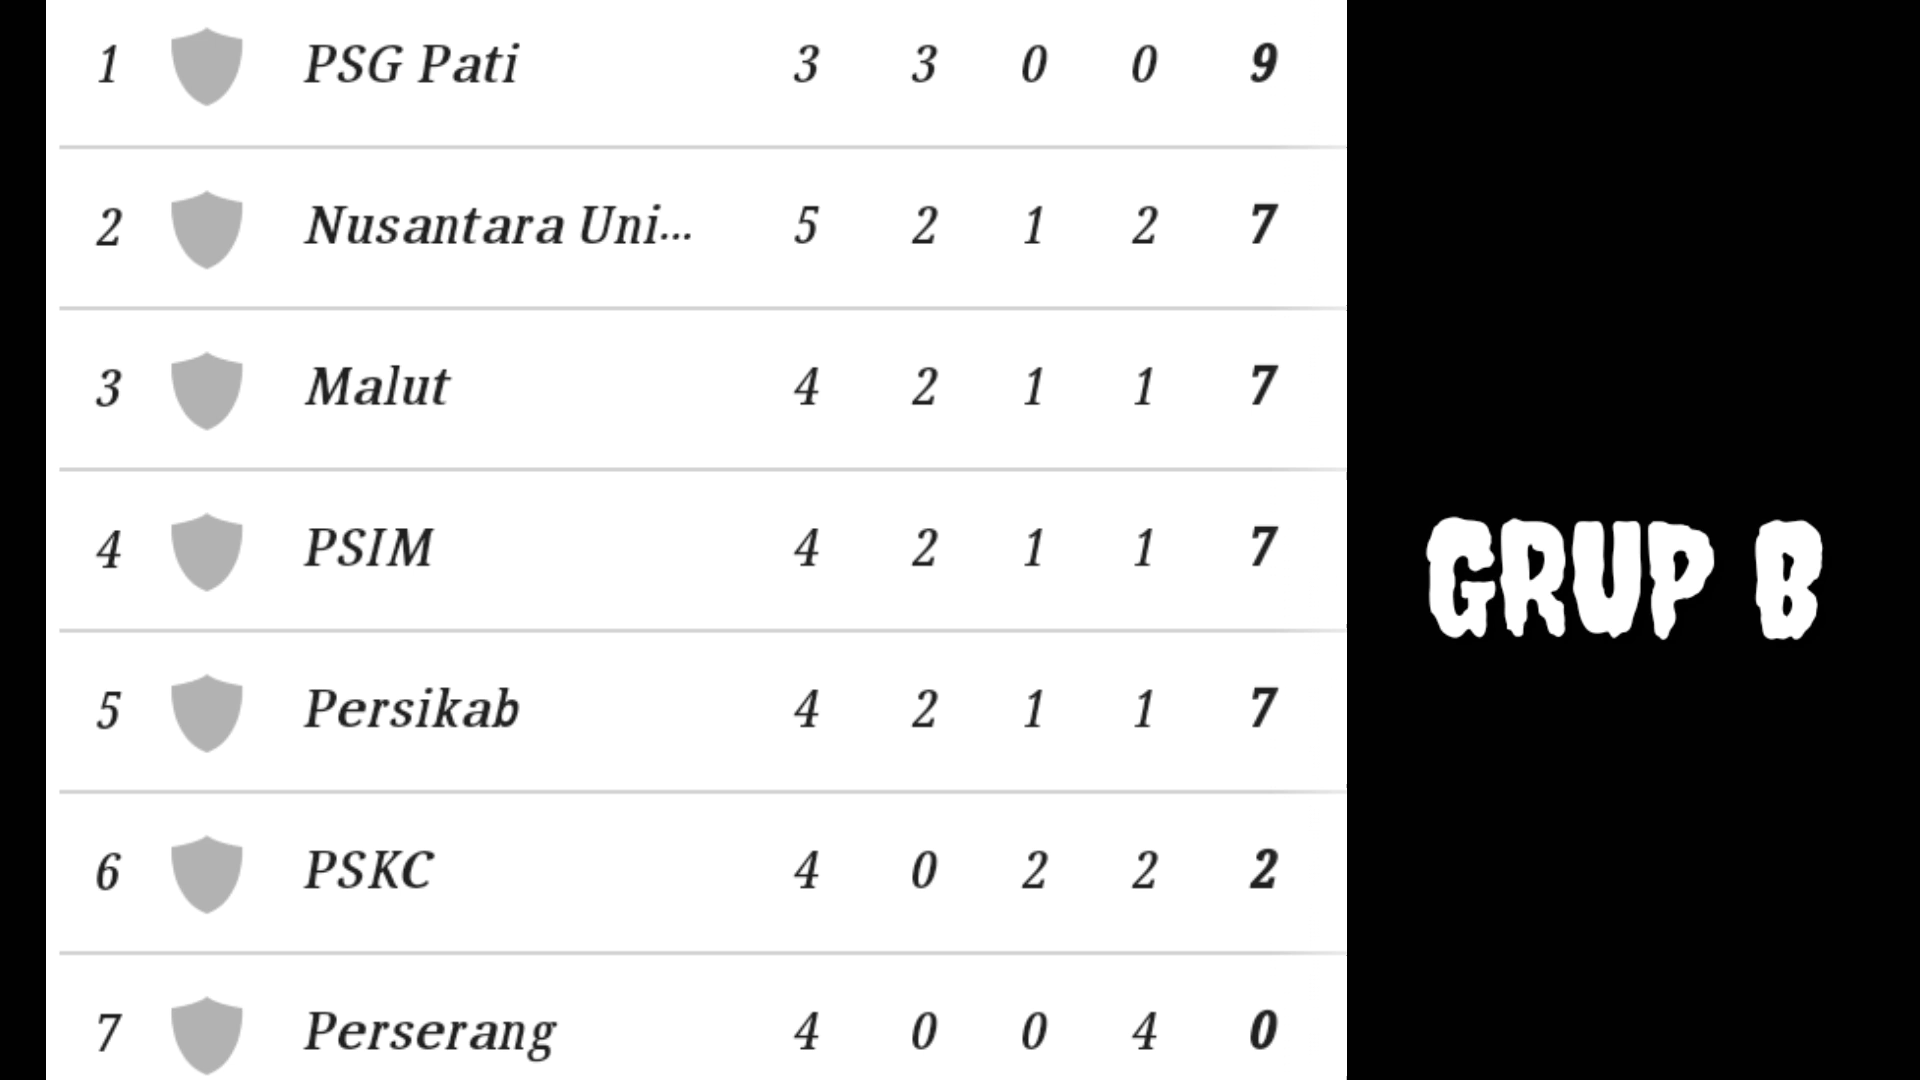 1 PSG Pati 3 3 0 0 9
2 Nusantara Uni... 5 2 1 2 7
3 Malut 4 2 1 1 7
4 PSIM 4 2 1 1 7
5 Persikab 4 2 1 1 7
6 PSKC 4 0 2 2 2
7 Perserang 4 0 0 4 0
GRUP B